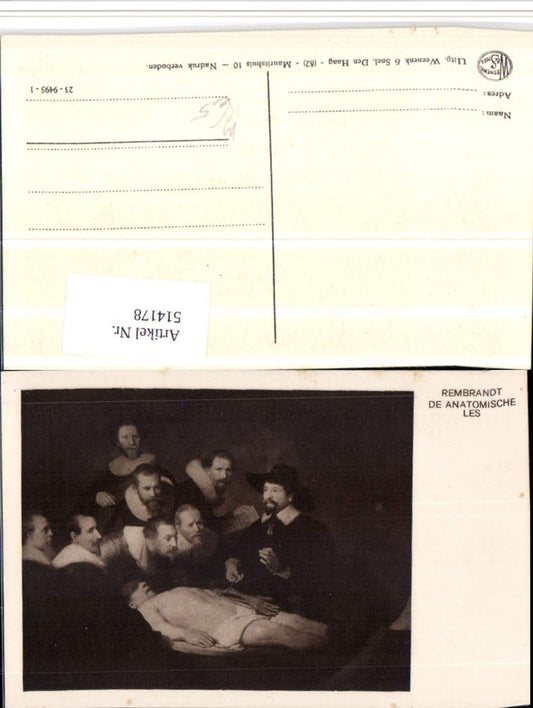 Naam:
Adres:
Uitg. Weenenk & Snel. Den Haag - (82) - Mauritshuis 10 — Nadruk verboden.
23-9495-1
Artikel Nr.
514178
REMBRANDT
DE ANATOMISCHE
LES